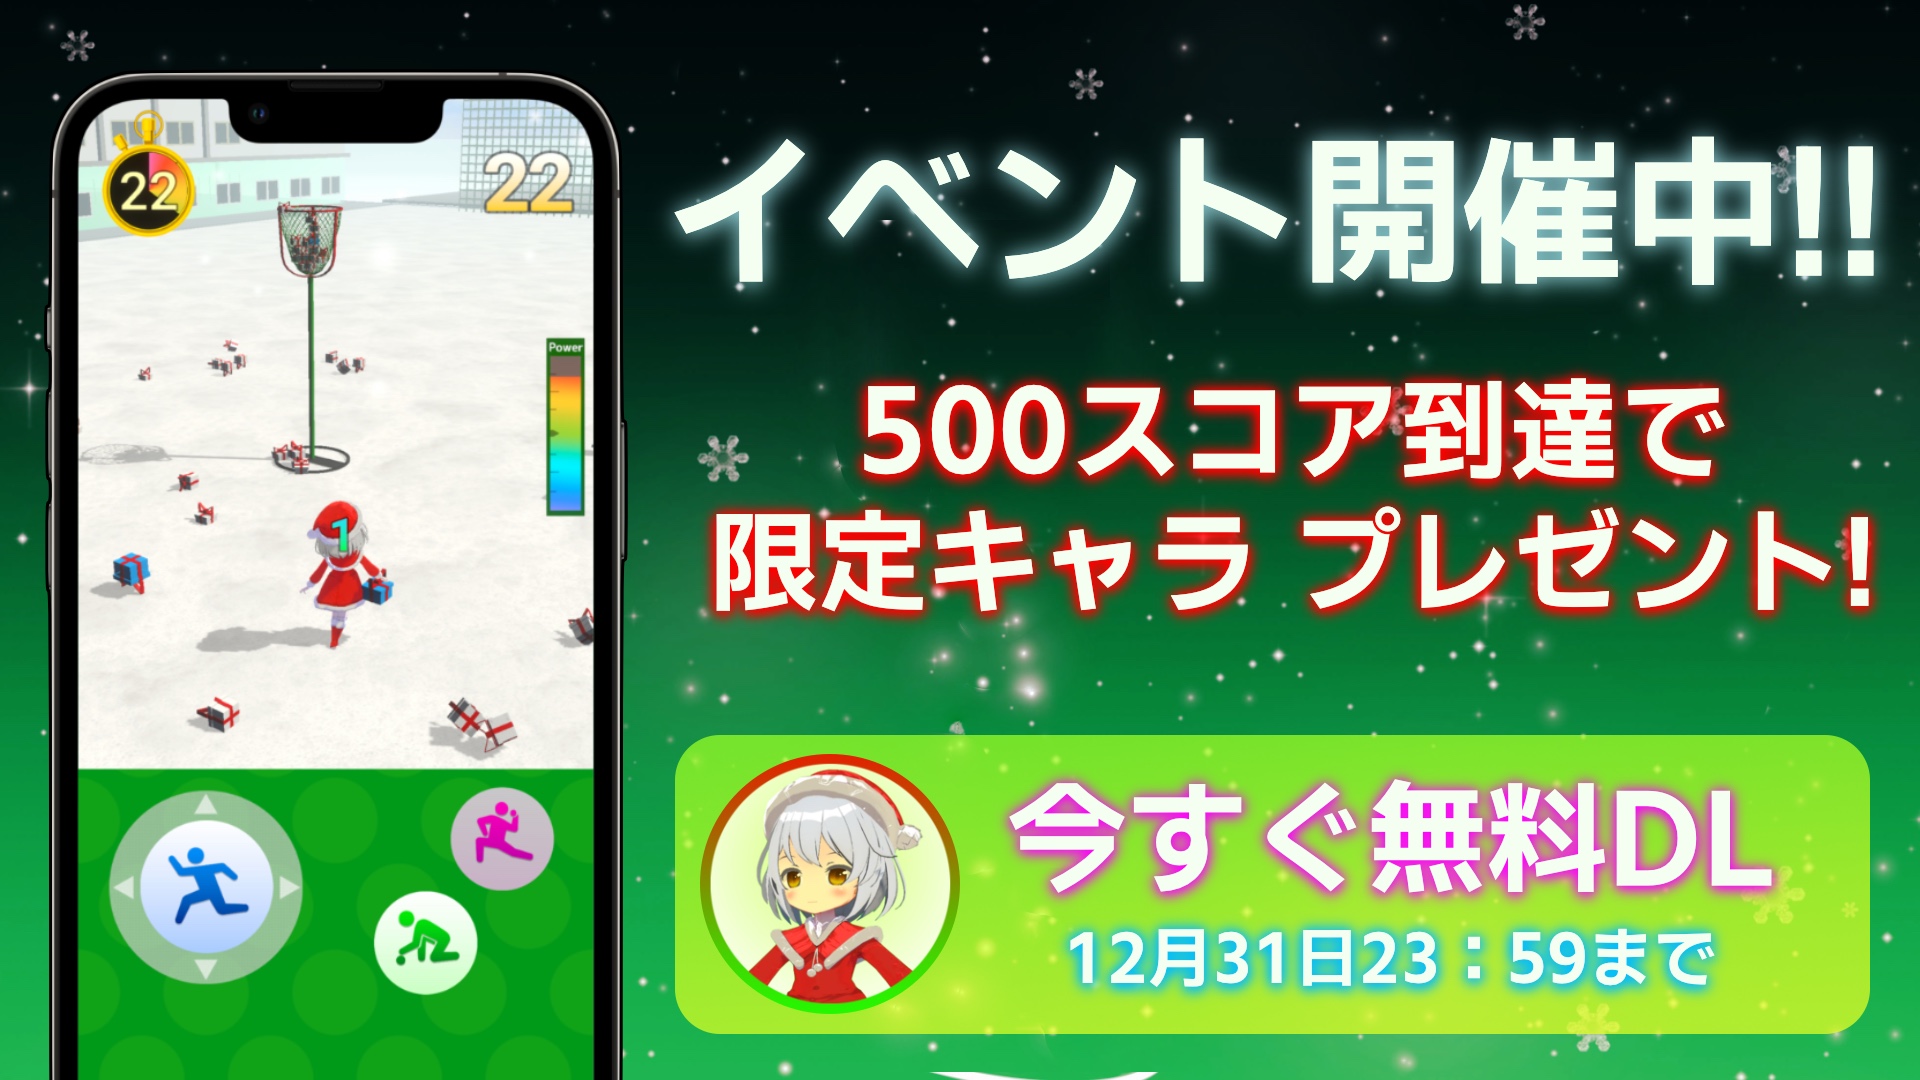 22
22
Power
1
イベント開催中!!
500スコア到達で
限定キャラ プレゼント!
今すぐ無料DL
12月31日23：59まで